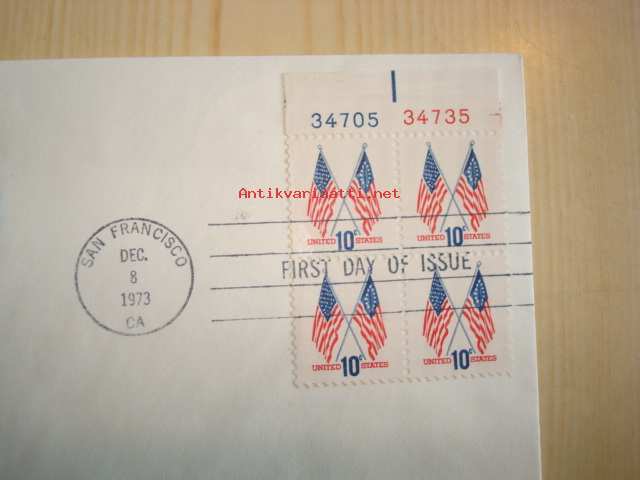 34705 34735
Antikvariaatti.net
UNITED 10c STATES UNITED 10c STATES
SAN FRANCISCO
DEC.
8
1973
CA
FIRST DAY OF ISSUE
UNITED 10c STATES UNITED 10c STATES